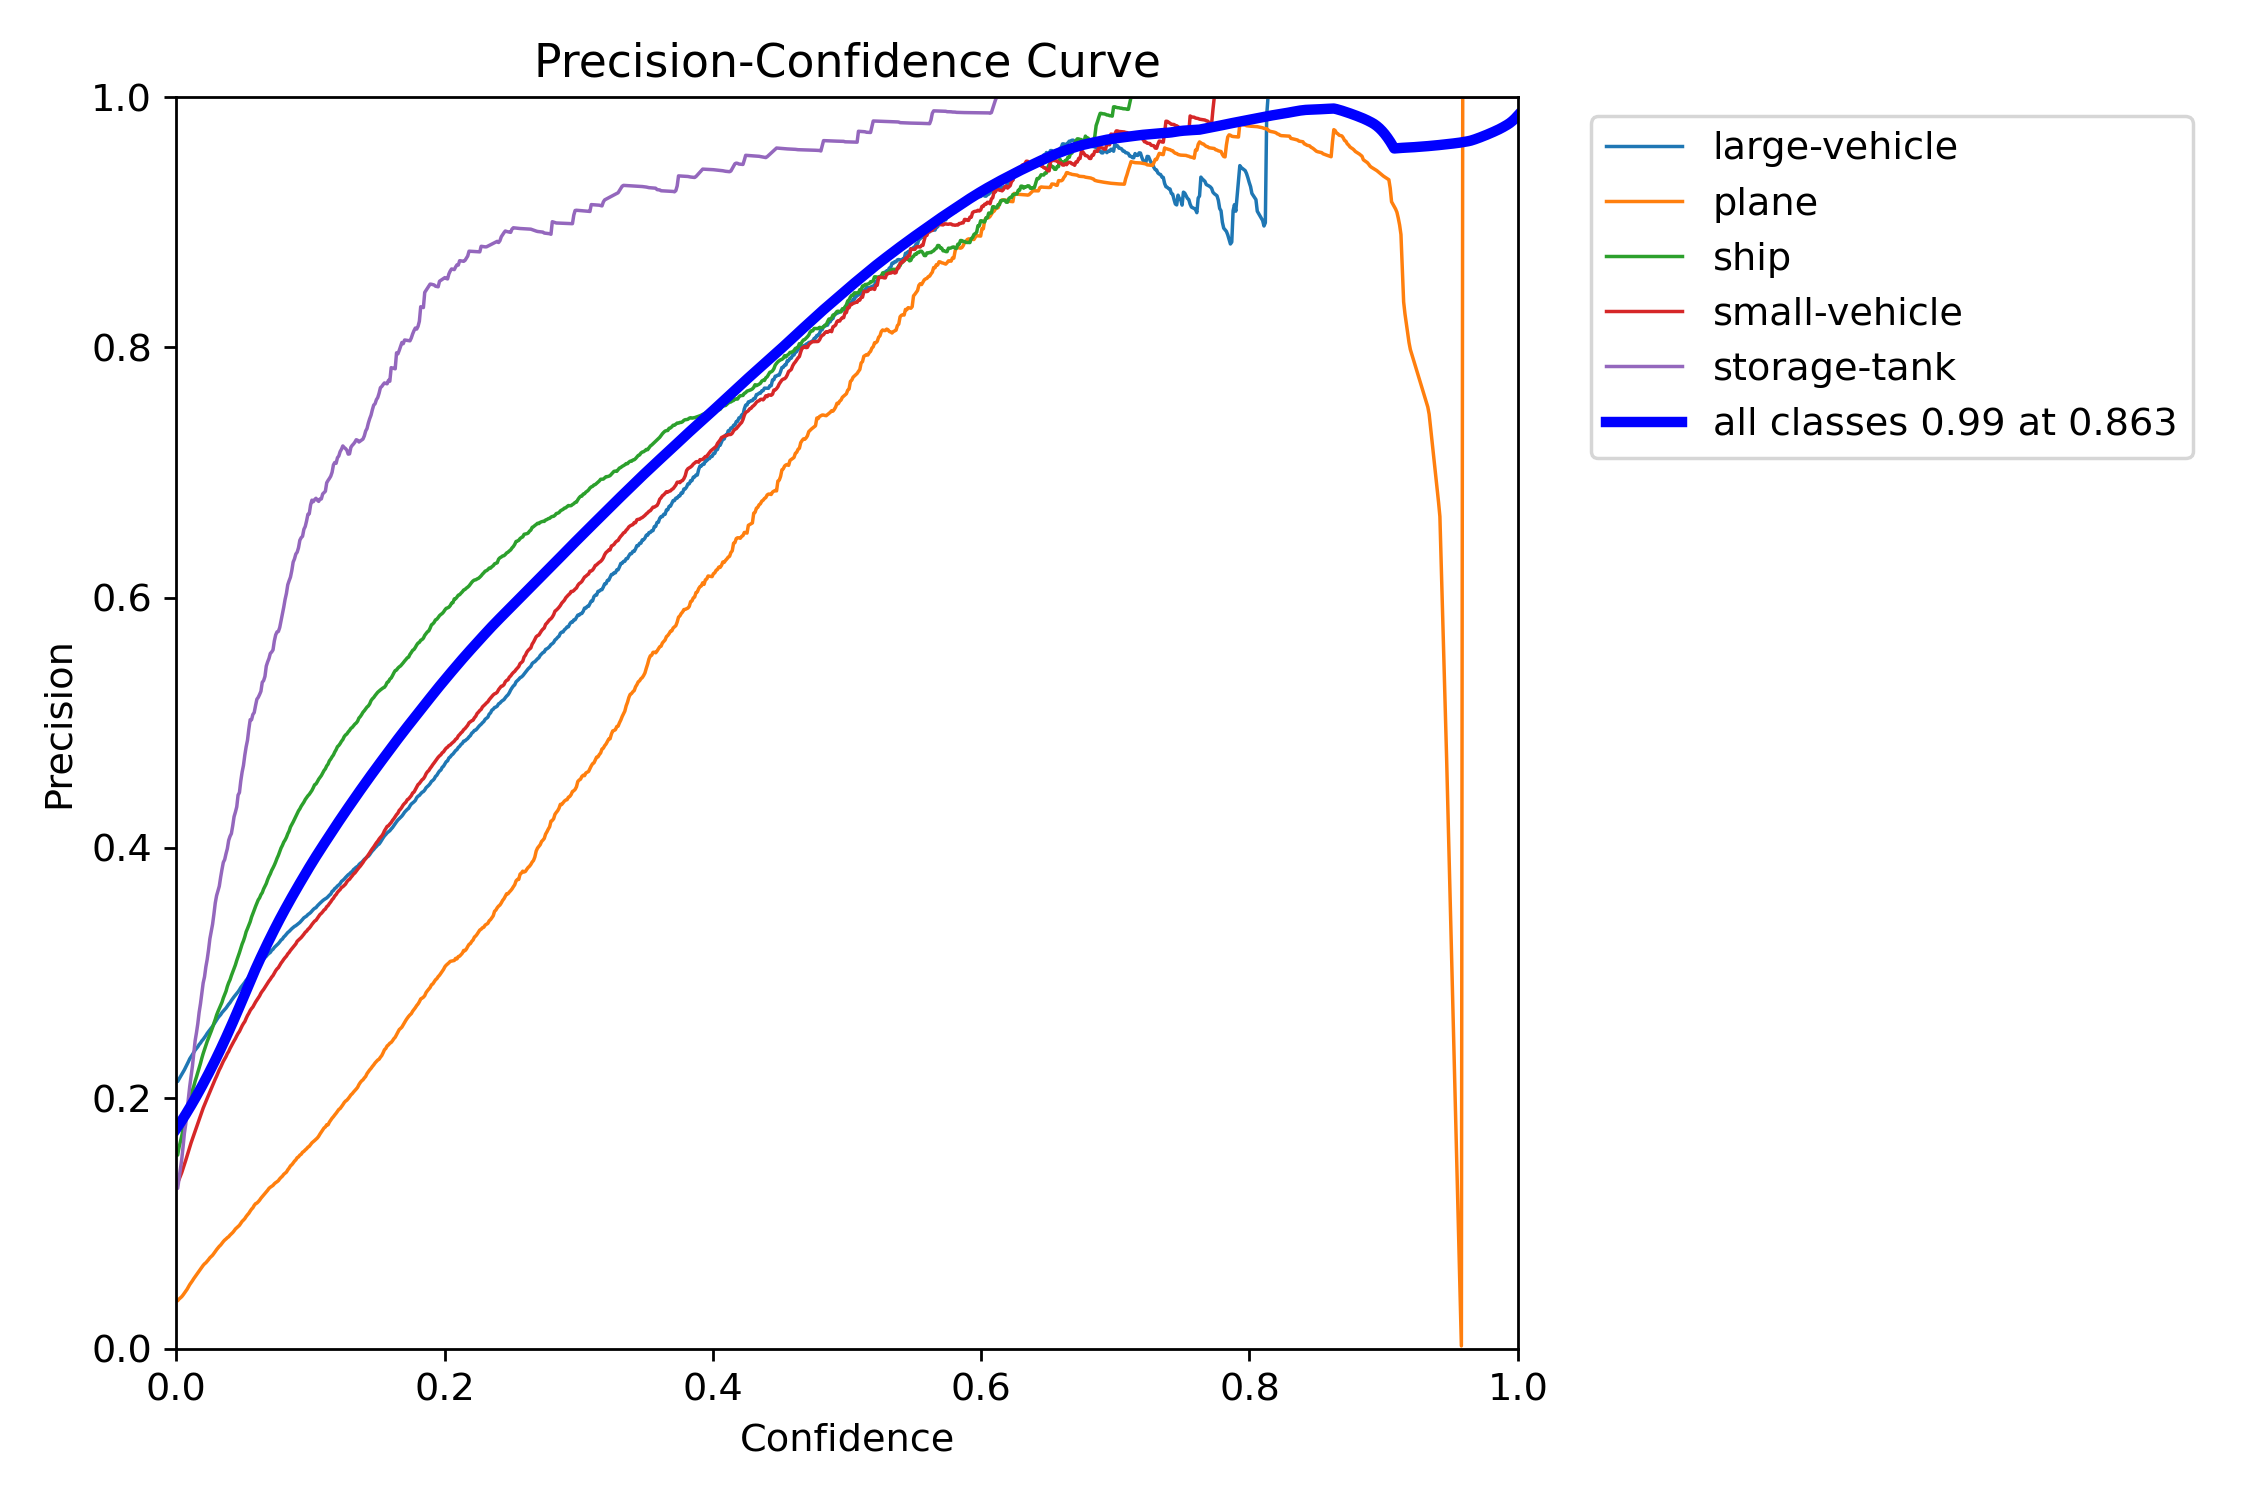 Precision-Confidence Curve
1.0
0.8
0.6
0.4
0.2
0.0
Precision
0.0 0.2 0.4 0.6 0.8 1.0
Confidence
large-vehicle
plane
ship
small-vehicle
storage-tank
all classes 0.99 at 0.863